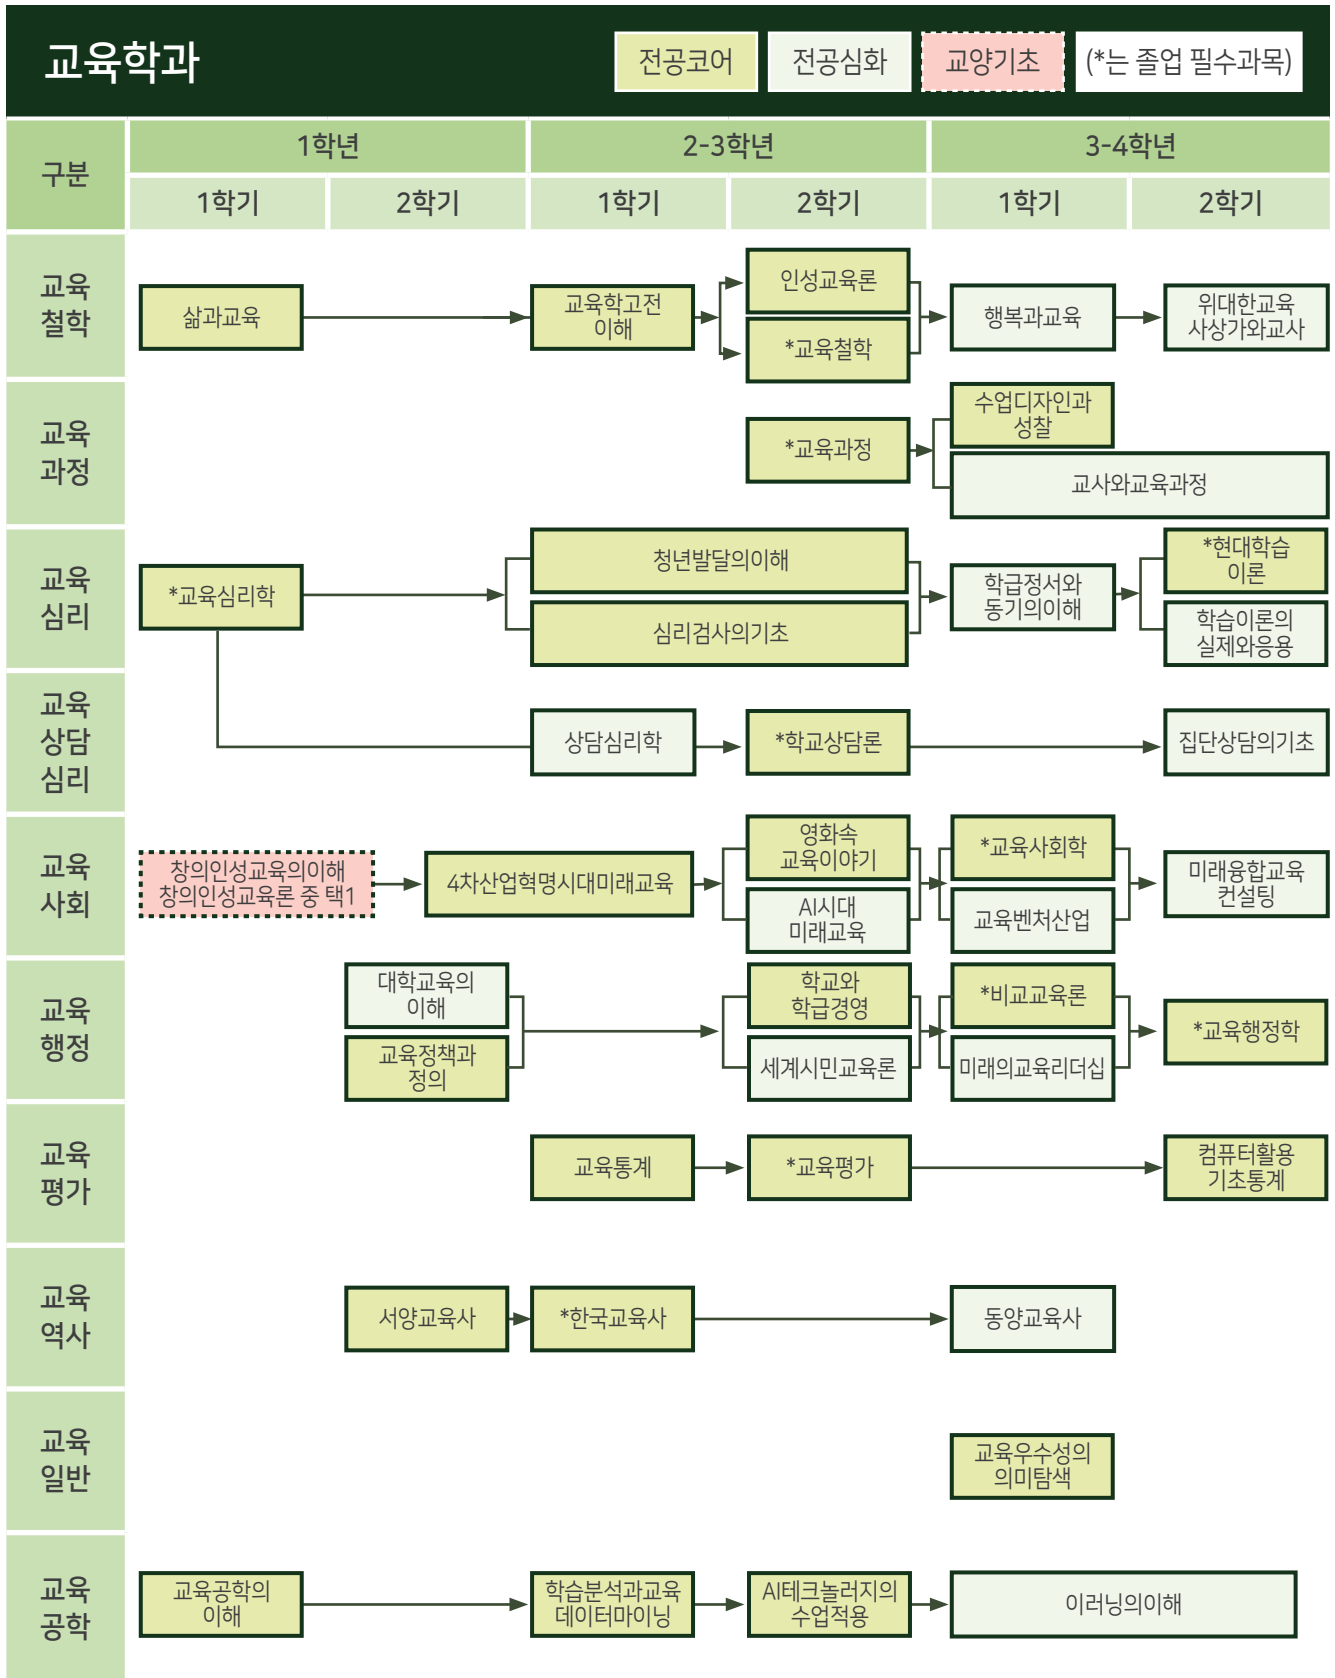 교육학과
전공코어
전공심화
교양기초
(*는 졸업 필수과목)
구분
1학년
2-3학년
3-4학년
1학기
2학기
1학기
2학기
1학기
2학기
교육
철학
삶과교육
교육학고전
이해
인성교육론
*교육철학
행복과교육
위대한교육
사상가와교사
교육
과정
*교육과정
수업디자인과
성찰
교사와교육과정
교육
심리
*교육심리학
청년발달의이해
심리검사의기초
학급정서와
동기의이해
*현대학습
이론
학습이론의
실제와응용
교육
상담
심리
상담심리학
*학교상담론
집단상담의기초
교육
사회
창의인성교육의이해
창의인성교육론 중 택1
4차산업혁명시대미래교육
영화속
교육이야기
AI시대
미래교육
*교육사회학
교육벤처산업
미래융합교육
컨설팅
교육
행정
대학교육의
이해
교육정책과
정의
학교와
학급경영
세계시민교육론
*비교교육론
미래의교육리더십
*교육행정학
교육
평가
교육통계
*교육평가
컴퓨터활용
기초통계
교육
역사
서양교육사
*한국교육사
동양교육사
교육
일반
교육우수성의
의미탐색
교육
공학
교육공학의
이해
학습분석과교육
데이터마이닝
AI테크놀러지의
수업적용
이러닝의이해